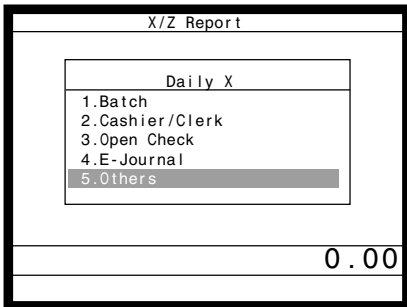 X/Z Report
Daily X
1.Batch
2.Cashier/Clerk
3.Open Check
4.E-Journal
5.Others
0.00